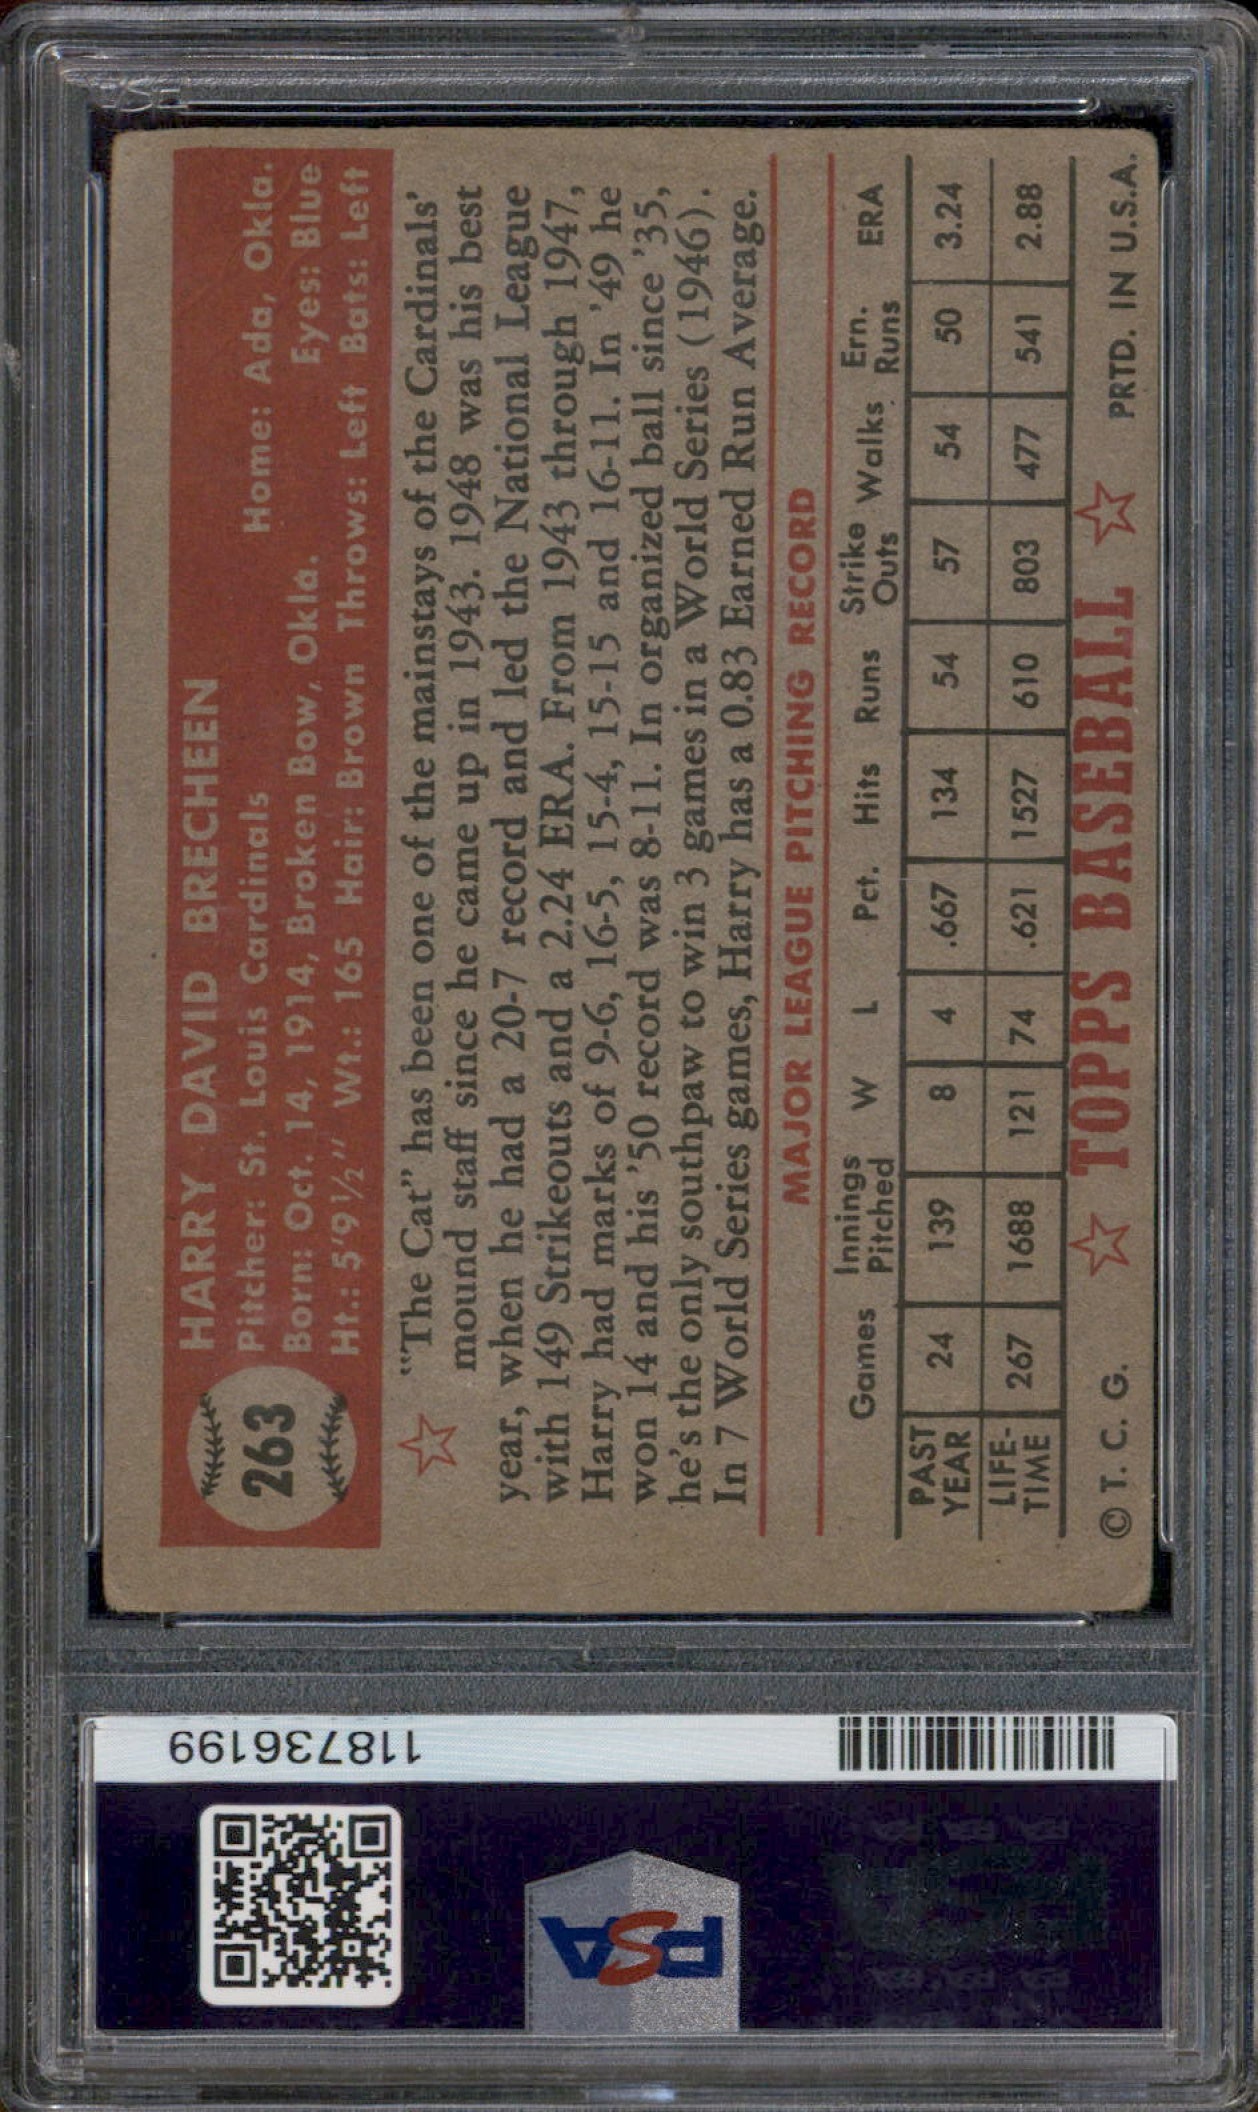 263
HARRY DAVID BRECHEEN
Pitcher: St. Louis Cardinals Home: Ada, Okla.
Born: Oct. 14, 1914, Broken Bow, Okla. Eyes: Blue
Ht.: 5'9½" Wt.: 165 Hair: Brown Throws: Left Bats: Left
"The Cat" has been one of the mainstays of the Cardinals'
mound staff since he came up in 1943. 1948 was his best
year, when he had a 20-7 record and led the National League
with 149 Strikeouts and a 2.24 ERA. From 1943 through 1947,
Harry had marks of 9-6, 16-5, 15-4, 15-15 and 16-11. In '49 he
won 14 and his '50 record was 8-11. In organized ball since '35,
he's the only southpaw to win 3 games in a World Series (1946).
In 7 World Series games, Harry has a 0.83 Earned Run Average.
MAJOR LEAGUE PITCHING RECORD
Games Innings Pitched W L Pct. Hits Runs Strike Outs Walks Ern. Runs ERA
PAST YEAR 24 139 8 4 .667 134 54 57 54 50 3.24
LIFE-TIME 267 1688 121 74 .621 1527 610 803 477 541 2.88
© T. C. G. TOPPS BASEBALL PRTD. IN U.S.A.
118736199
PSA